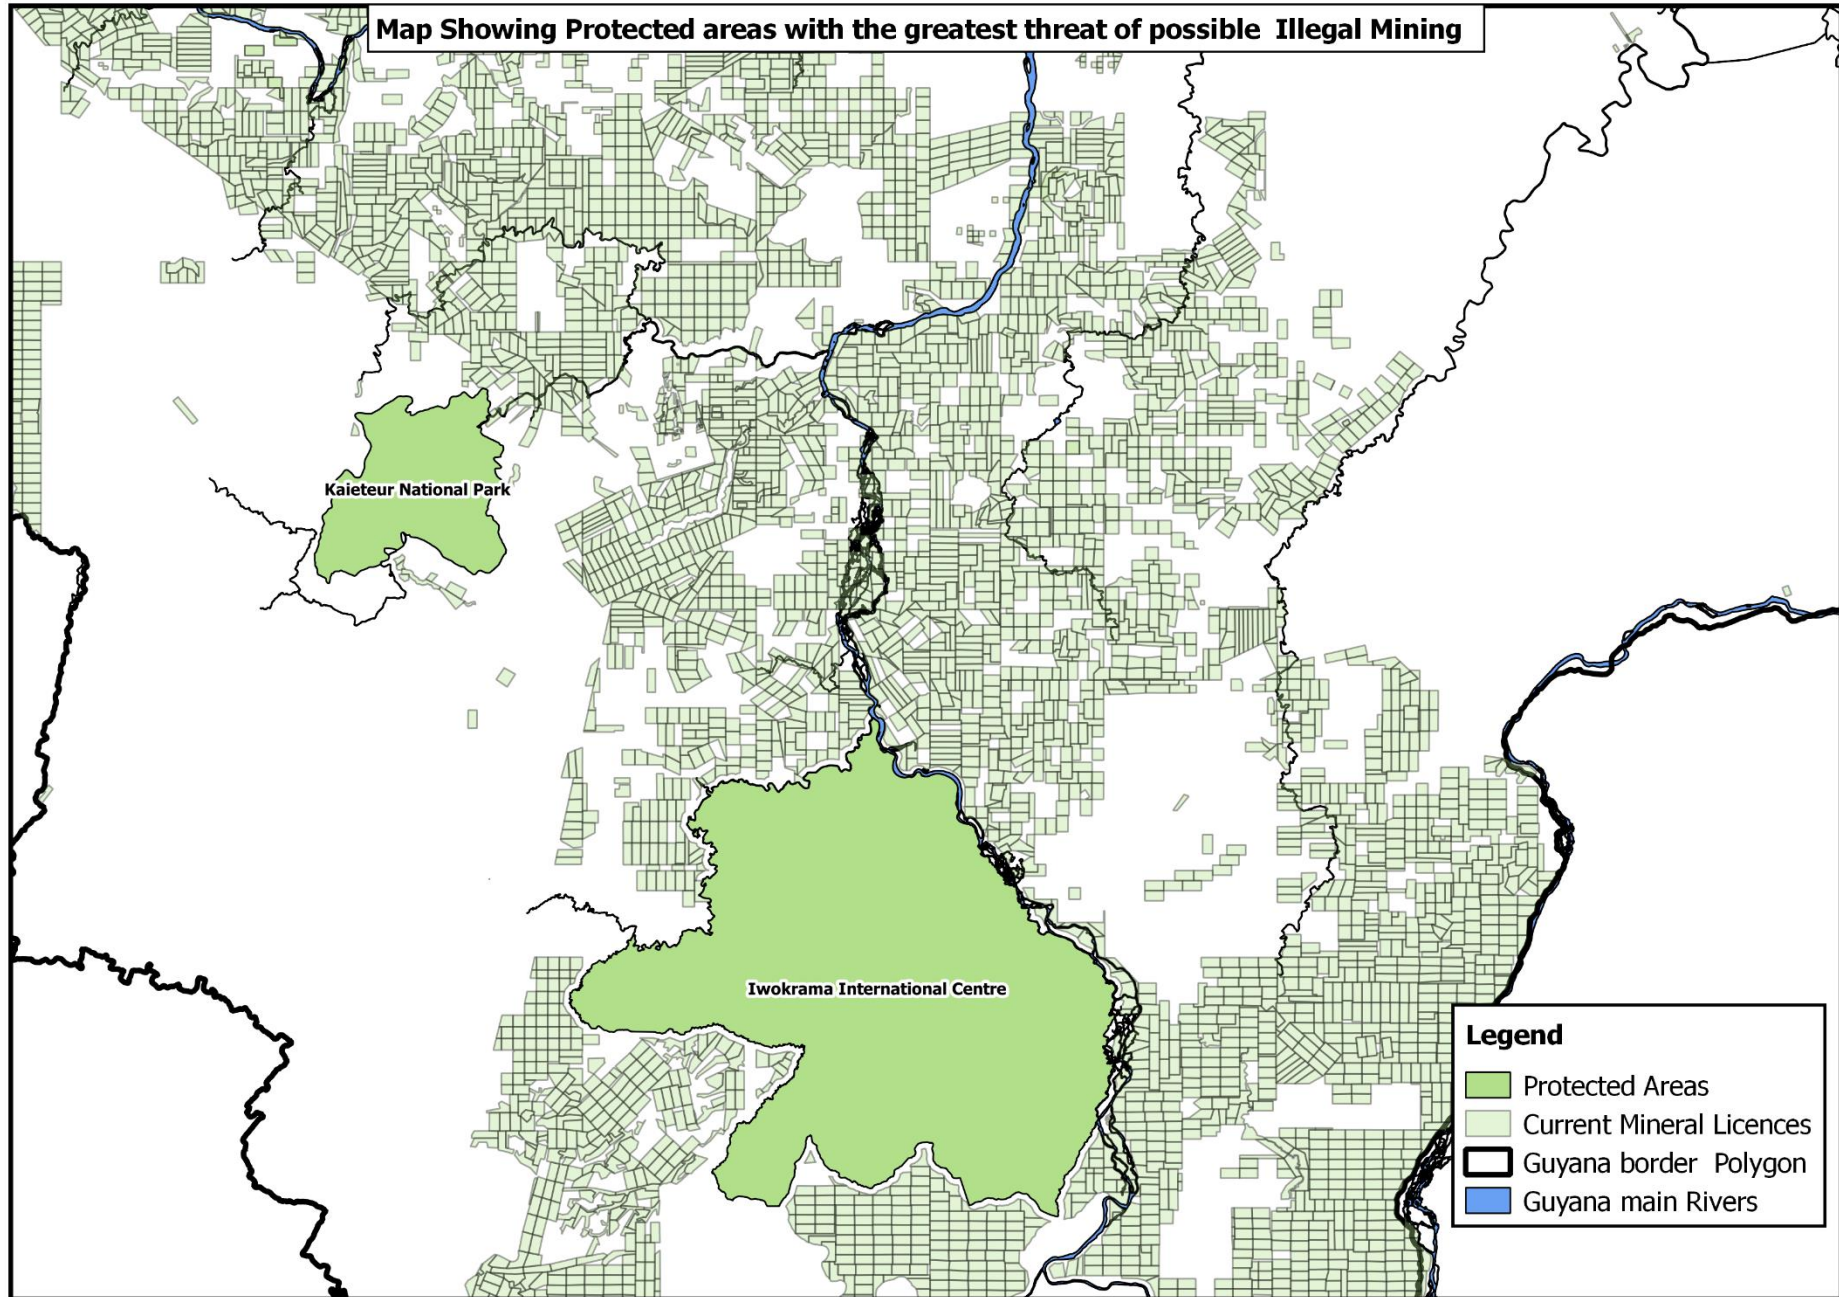 Map Showing Protected areas with the greatest threat of possible Illegal Mining
Kaieteur National Park
Iwokrama International Centre
Legend
Protected Areas
Current Mineral Licences
Guyana border Polygon
Guyana main Rivers